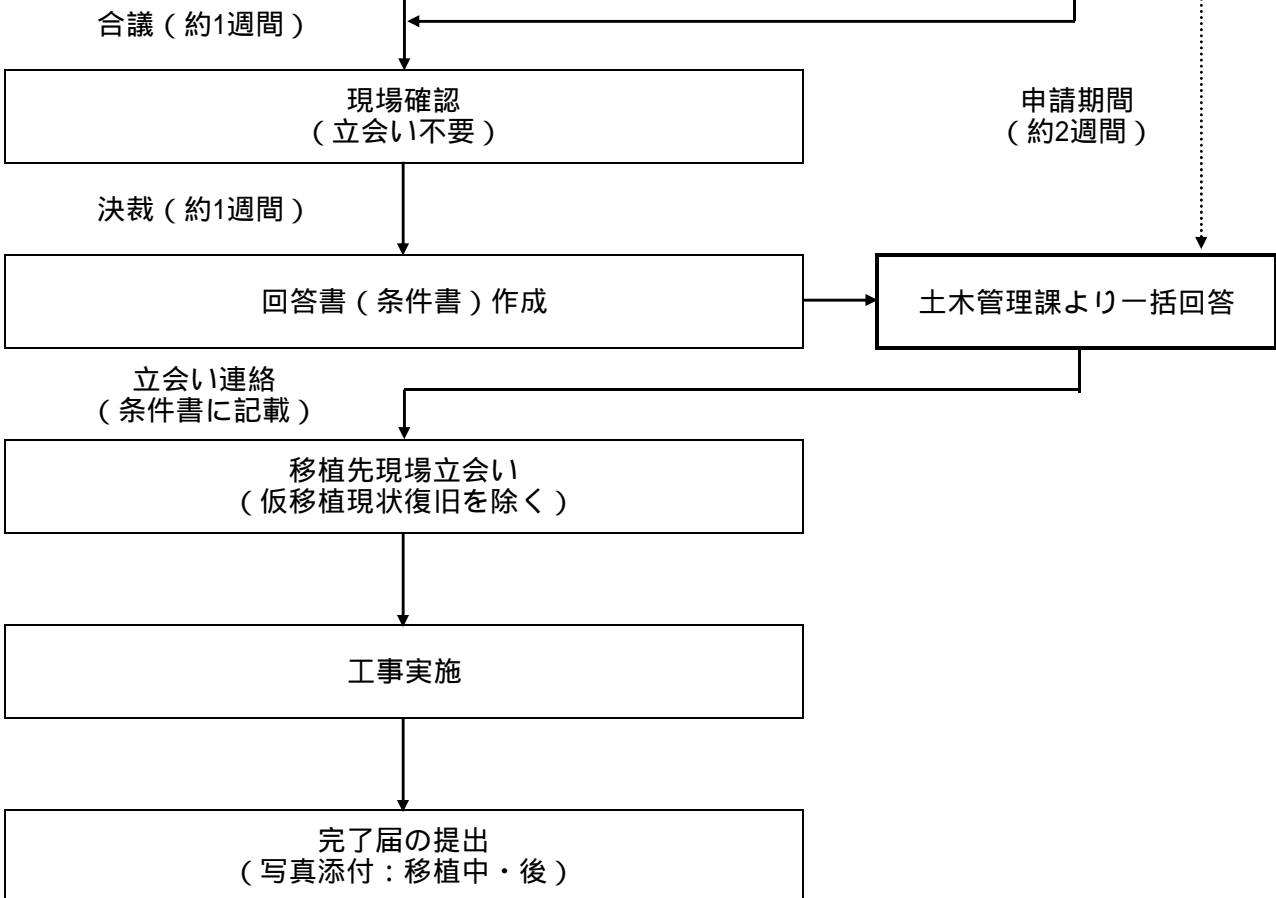 合議（約1週間）
現場確認
（立会い不要）
申請期間
（約2週間）
決裁（約1週間）
回答書（条件書）作成
土木管理課より一括回答
立会い連絡
（条件書に記載）
移植先現場立会い
（仮移植現状復旧を除く）
工事実施
完了届の提出
（写真添付：移植中・後）